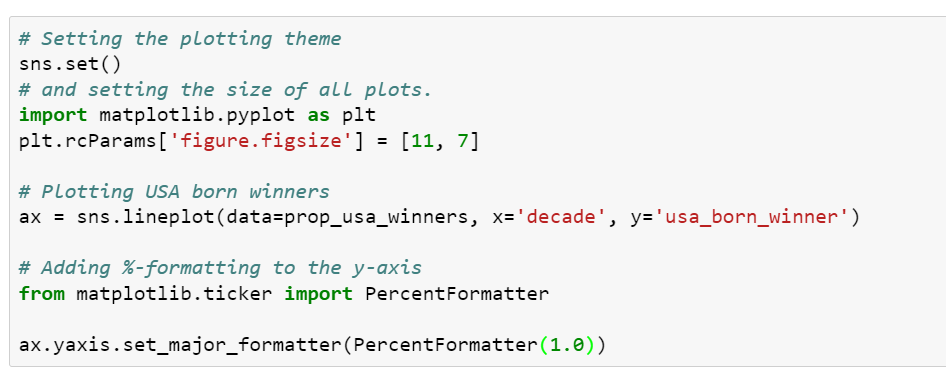 # Setting the plotting theme
sns.set()
# and setting the size of all plots.
import matplotlib.pyplot as plt
plt.rcParams['figure.figsize'] = [11, 7]
# Plotting USA born winners
ax = sns.lineplot(data=prop_usa_winners, x='decade', y='usa_born_winner')
# Adding %-formatting to the y-axis
from matplotlib.ticker import PercentFormatter
ax.yaxis.set_major_formatter(PercentFormatter(1.0))